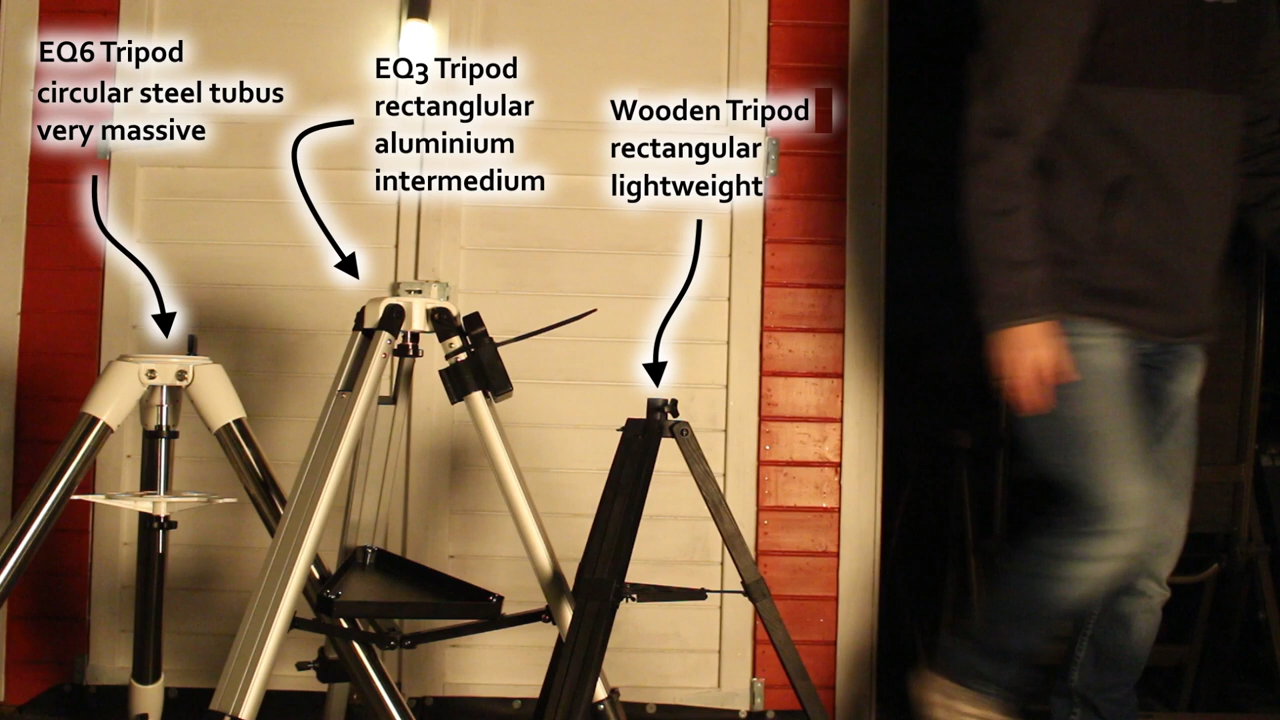 EQ6 Tripod
circular steel tubus
very massive
EQ3 Tripod
rectanglular
aluminium
intermedium
Wooden Tripod
rectangular
lightweight